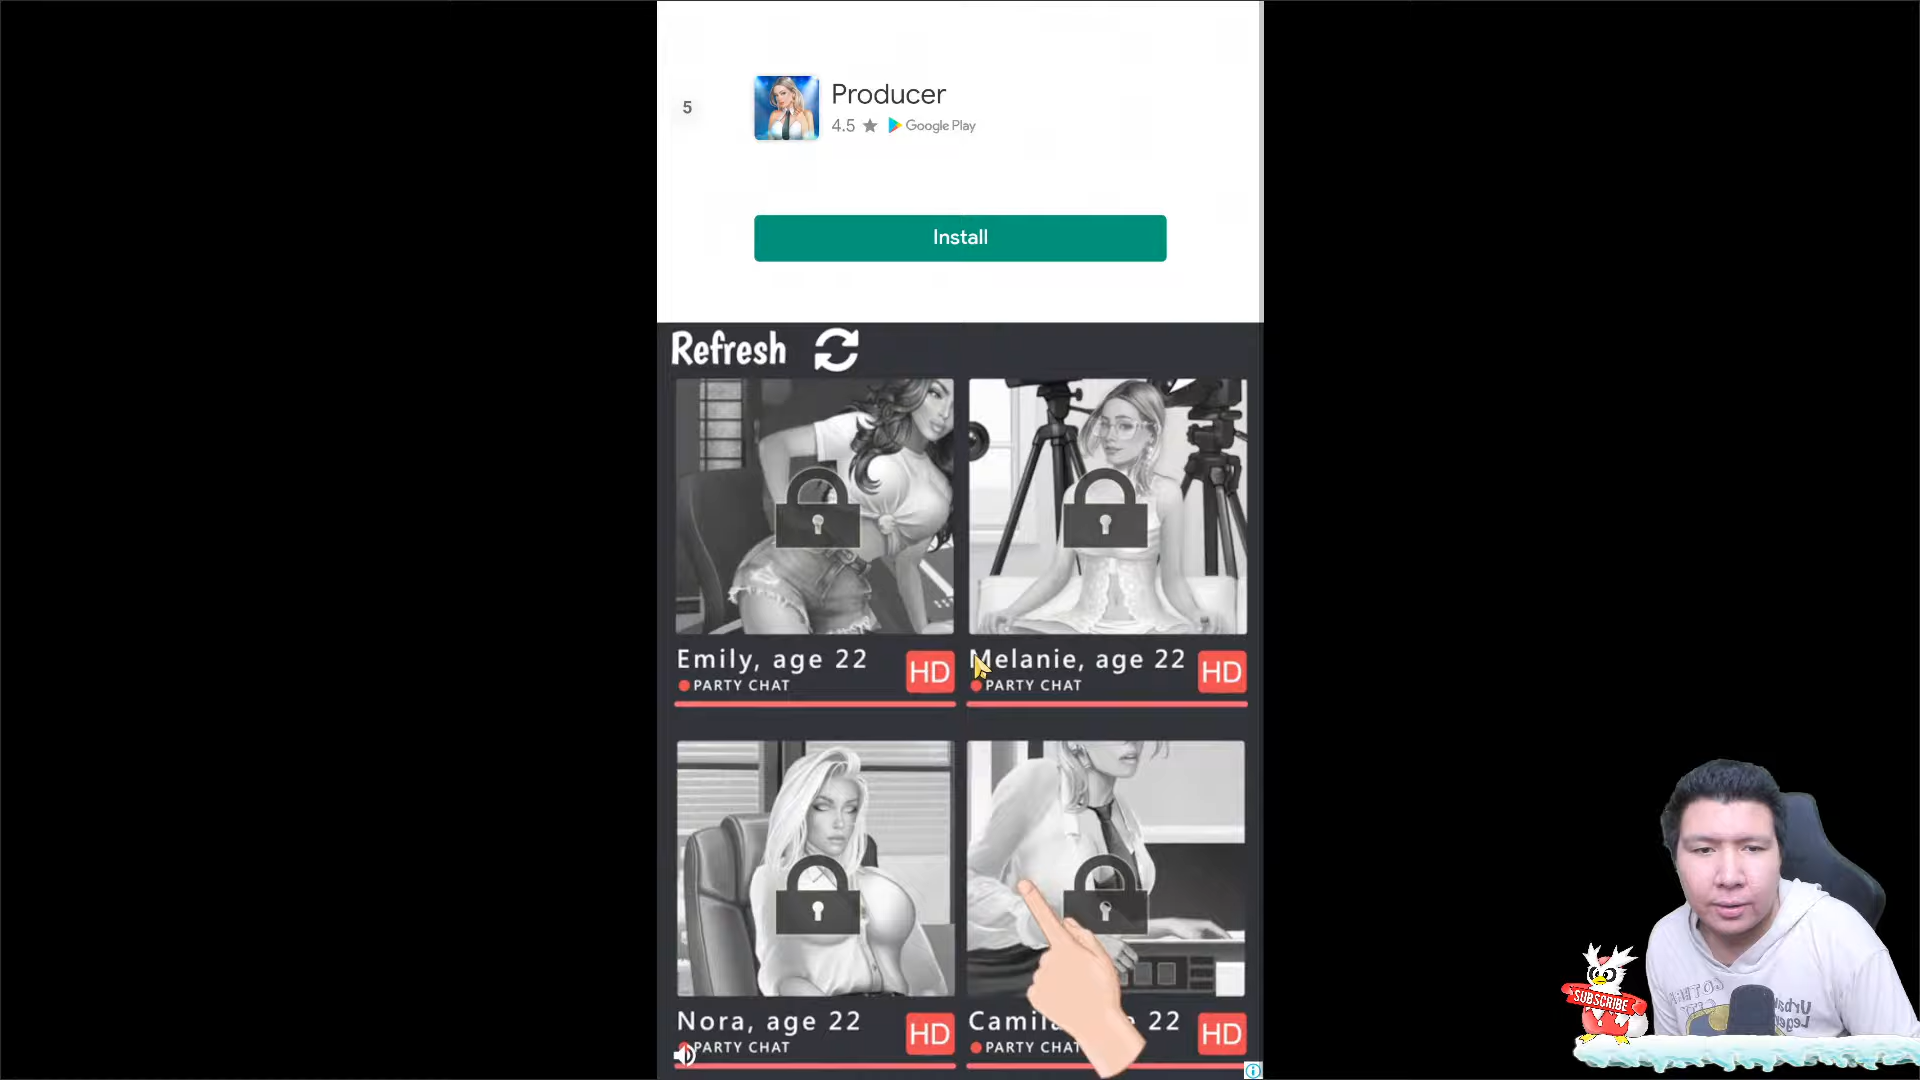 5
Producer
4.5 ★ Google Play
Install
Refresh
Emily, age 22
PARTY CHAT
HD
Melanie, age 22
PARTY CHAT
HD
Nora, age 22
PARTY CHAT
HD
22
PARTY CHAT
HD
SUBSCRIBE